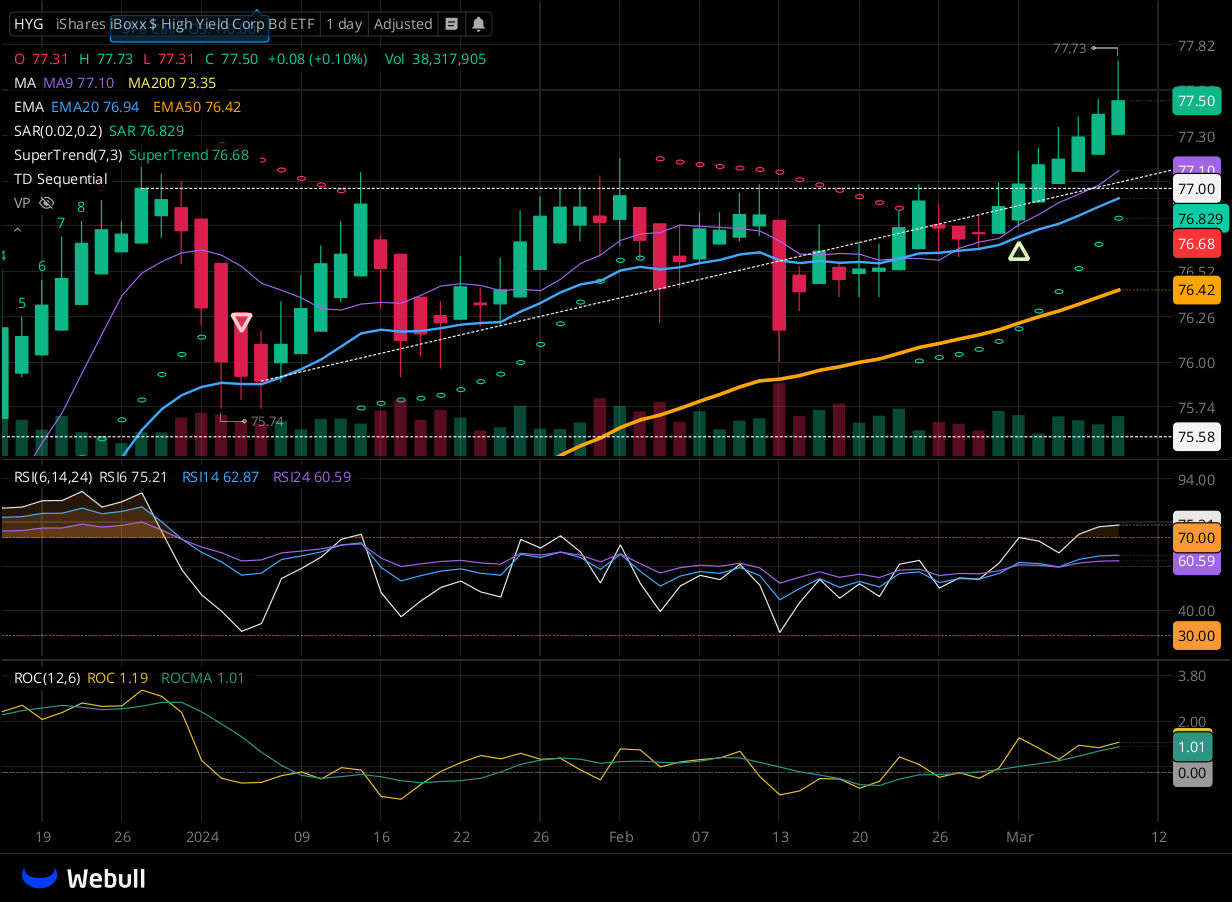 HYG iShares iBoxx $ High Yield Corp Bd ETF 1 day Adjusted
O 77.31 H 77.73 L 77.31 C 77.50 +0.08 (+0.10%) Vol 38,317,905
MA MA9 77.10 MA200 73.35
EMA EMA20 76.94 EMA50 76.42
SAR(0.02,0.2) SAR 76.829
SuperTrend(7,3) SuperTrend 76.68
TD Sequential
VP
5
6
7
8
77.73
75.74
77.82
77.50
77.30
77.10
77.00
76.829
76.68
76.52
76.42
76.26
76.00
75.74
75.58
RSI(6,14,24) RSI6 75.21 RSI14 62.87 RSI24 60.59
94.00
70.00
60.59
40.00
30.00
ROC(12,6) ROC 1.19 ROCMA 1.01
3.80
2.00
1.01
0.00
19 26 2024 09 16 22 26 Feb 07 13 20 26 Mar 12
Webull